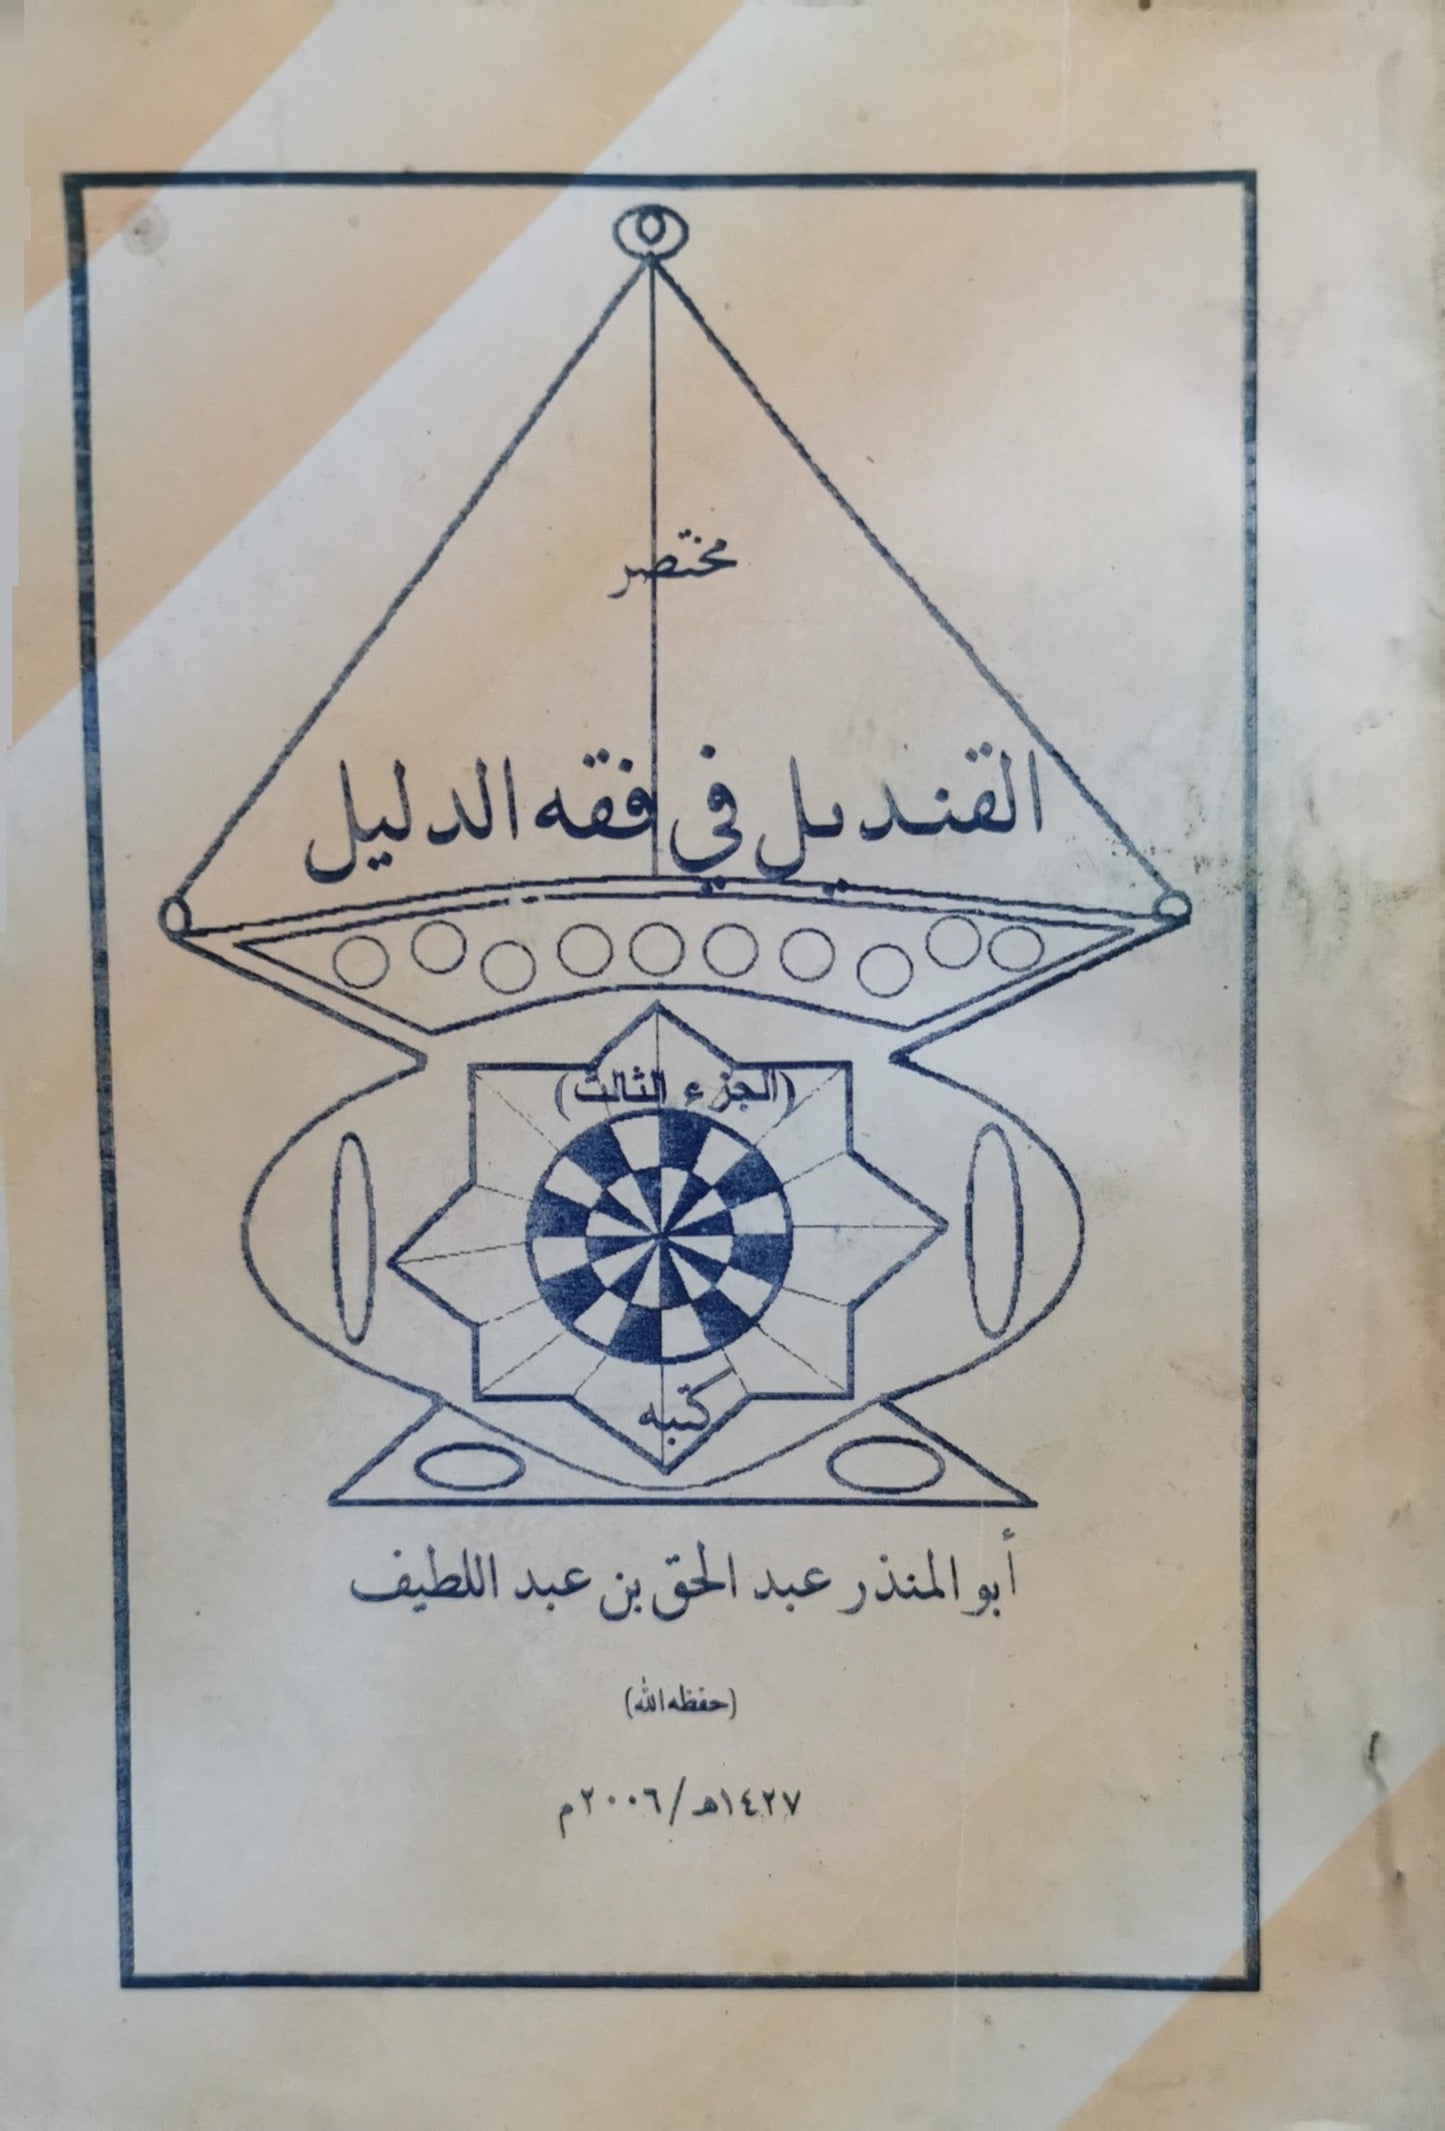 مختصر
القنديل في فقه الدليل
(الجزء الثالث)
كتبه
أبو المنذر عبد الحق بن عبد اللطيف
(حفظه الله)
١٤٢٧هـ/٢٠٠٦م